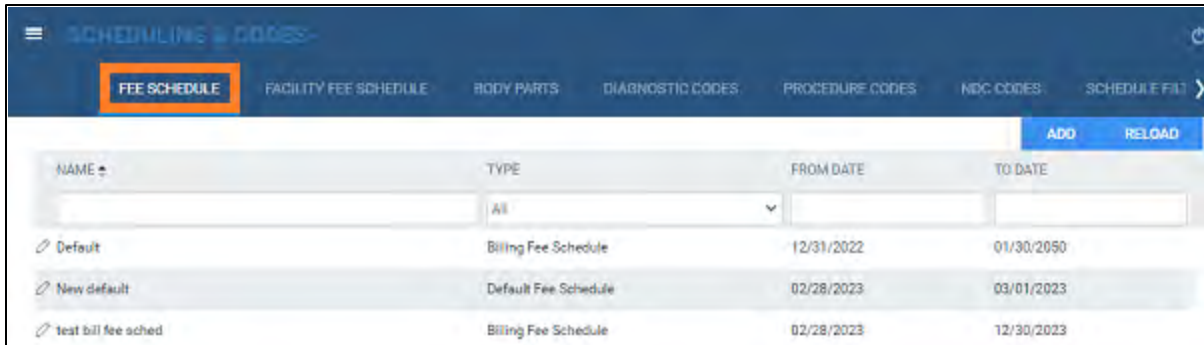 SCHEDULING & CODES
FEE SCHEDULE FACILITY FEE SCHEDULE BODY PARTS DIAGNOSTIC CODES PROCEDURE CODES NDC CODES SCHEDULE FILT
ADD RELOAD
NAME TYPE FROM DATE TO DATE
All
Default Billing Fee Schedule 12/31/2022 01/30/2050
New default Default Fee Schedule 02/28/2023 03/01/2023
test bill fee sched Billing Fee Schedule 02/28/2023 12/30/2023